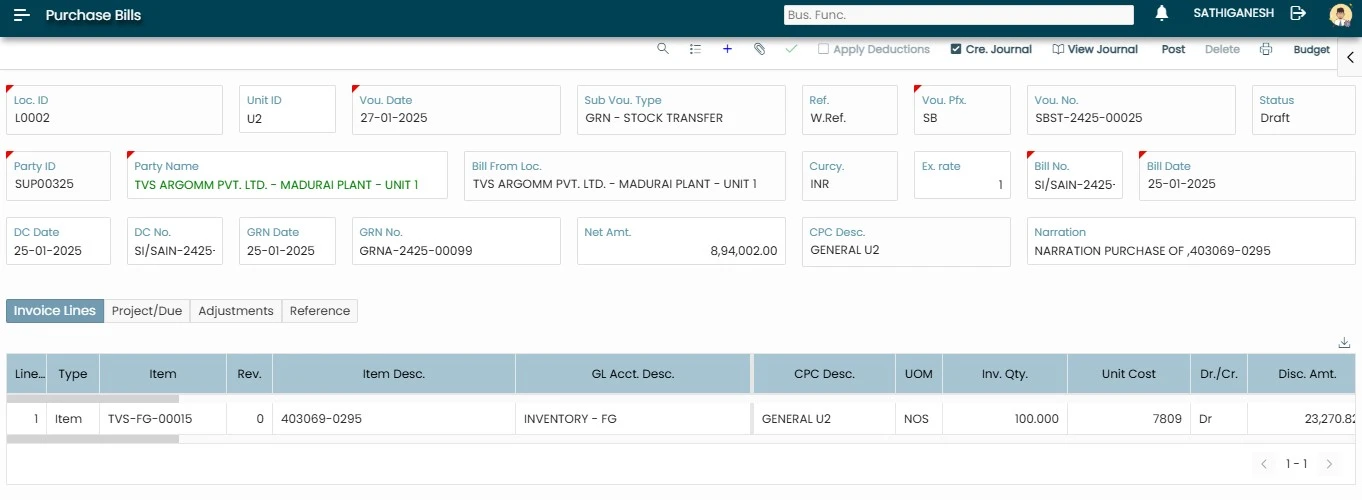 Purchase Bills
Bus. Func.
SATHIGANESH
Apply Deductions Cre. Journal View Journal Post Delete Budget
Loc. ID Unit ID Vou. Date Sub Vou. Type Ref. Vou. Pfx. Vou. No. Status
L0002 U2 27-01-2025 GRN - STOCK TRANSFER W.Ref. SB SBST-2425-00025 Draft
Party ID Party Name Bill From Loc. Curcy. Ex. rate Bill No. Bill Date
SUP00325 TVS ARGOMM PVT. LTD. - MADURAI PLANT - UNIT 1 TVS ARGOMM PVT. LTD. - MADURAI PLANT - UNIT 1 INR 1 SI/SAIN-2425- 25-01-2025
DC Date DC No. GRN Date GRN No. Net Amt. CPC Desc. Narration
25-01-2025 SI/SAIN-2425- 25-01-2025 GRNA-2425-00099 8,94,002.00 GENERAL U2 NARRATION PURCHASE OF ,403069-0295
Invoice Lines Project/Due Adjustments Reference
Line... Type Item Rev. Item Desc. GL Acct. Desc. CPC Desc. UOM Inv. Qty. Unit Cost Dr./Cr. Disc. Amt.
1 Item TVS-FG-00015 0 403069-0295 INVENTORY - FG GENERAL U2 NOS 100.000 7809 Dr 23,270.82
1 - 1